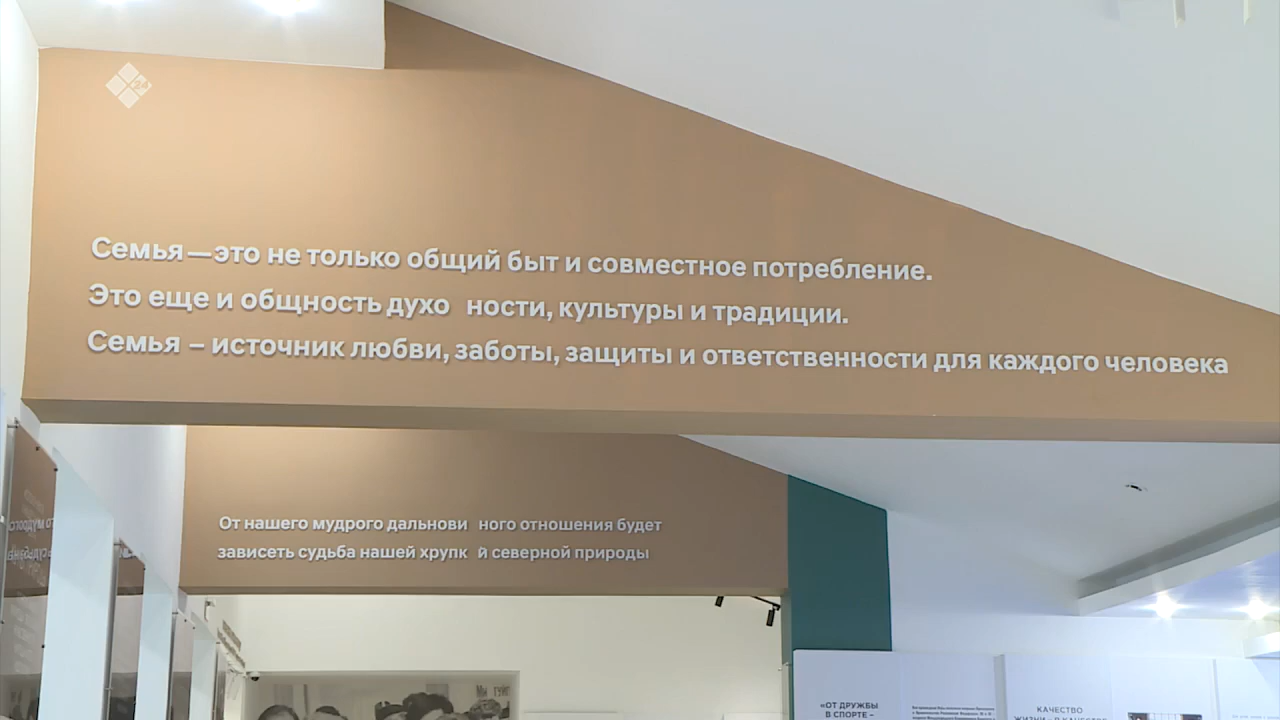 24
Семья—это не только общий быт и совместное потребление.
Это еще и общность духо ности, культуры и традиции.
Семья – источник любви, заботы, защиты и ответственности для каждого человека
От нашего мудрого дальнови ного отношения будет
зависеть судьба нашей хрупк й северной природы
«ОТ ДРУЖБЫ
В СПОРТЕ –
КАЧЕСТВО